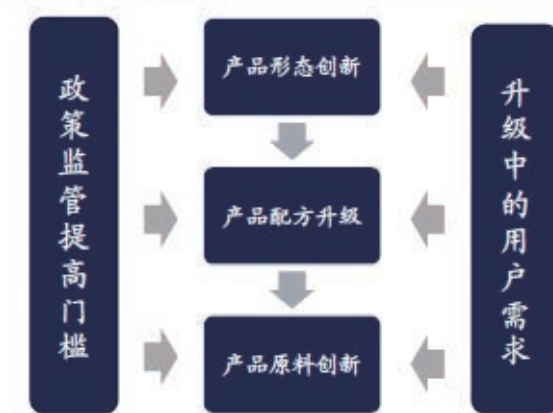 政策监管提高门槛
产品形态创新
产品配方升级
产品原料创新
升级中的用户需求